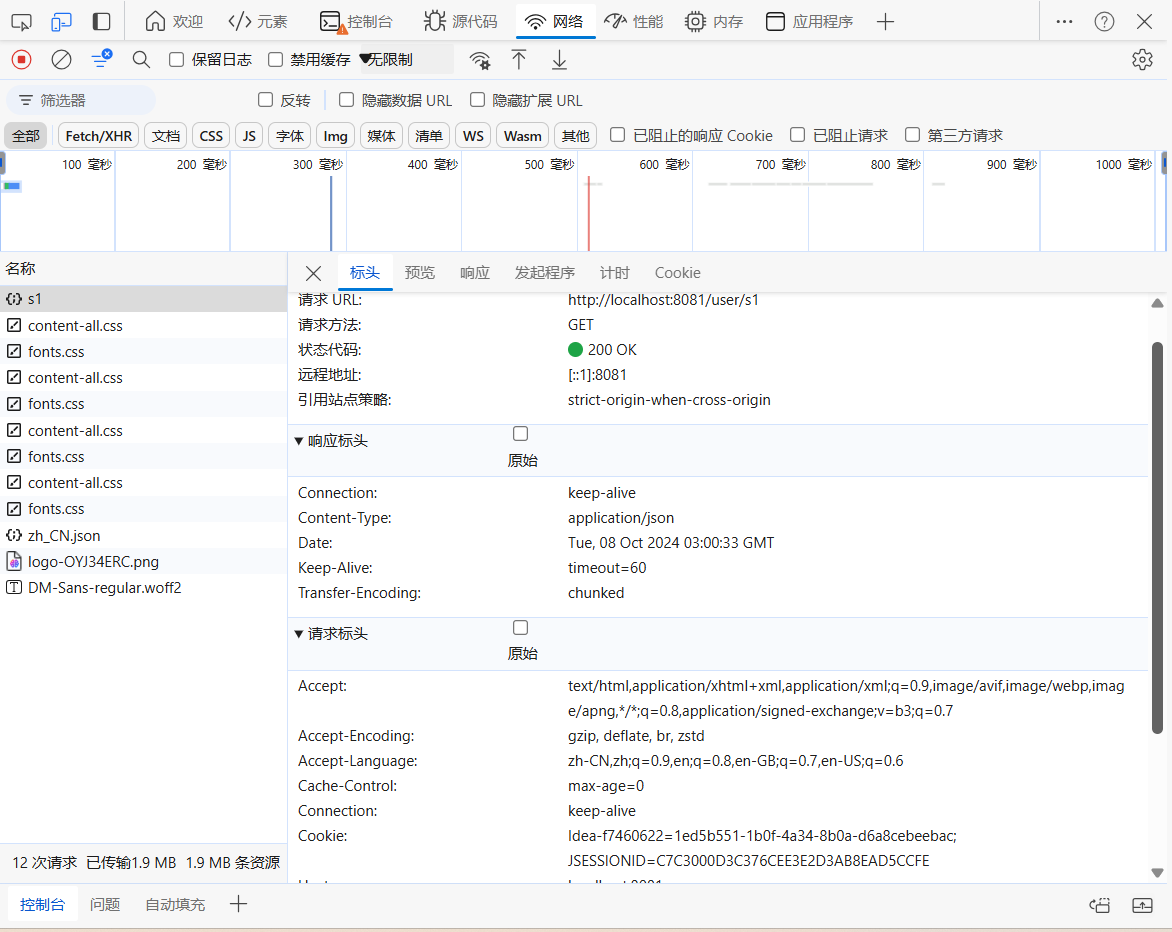 欢迎 元素 控制台 源代码 网络 性能 内存 应用程序
保留日志 禁用缓存 无限制
筛选器 反转 隐藏数据 URL 隐藏扩展 URL
全部 Fetch/XHR 文档 CSS JS 字体 Img 媒体 清单 WS Wasm 其他 已阻止的响应 Cookie 已阻止请求 第三方请求
100 毫秒 200 毫秒 300 毫秒 400 毫秒 500 毫秒 600 毫秒 700 毫秒 800 毫秒 900 毫秒 1000 毫秒
名称
s1
content-all.css
fonts.css
content-all.css
fonts.css
content-all.css
fonts.css
content-all.css
fonts.css
zh_CN.json
logo-OYJ34ERC.png
DM-Sans-regular.woff2
12 次请求 已传输1.9 MB 1.9 MB 条资源
标头 预览 响应 发起程序 计时 Cookie
请求 URL: http://localhost:8081/user/s1
请求方法: GET
状态代码: 200 OK
远程地址: [::1]:8081
引用站点策略: strict-origin-when-cross-origin
响应标头
原始
Connection: keep-alive
Content-Type: application/json
Date: Tue, 08 Oct 2024 03:00:33 GMT
Keep-Alive: timeout=60
Transfer-Encoding: chunked
请求标头
原始
Accept: text/html,application/xhtml+xml,application/xml;q=0.9,image/avif,image/webp,imag
e/apng,*/*;q=0.8,application/signed-exchange;v=b3;q=0.7
Accept-Encoding: gzip, deflate, br, zstd
Accept-Language: zh-CN,zh;q=0.9,en;q=0.8,en-GB;q=0.7,en-US;q=0.6
Cache-Control: max-age=0
Connection: keep-alive
Cookie: Idea-f7460622=1ed5b551-1b0f-4a34-8b0a-d6a8cebeebac;
JSESSIONID=C7C3000D3C376CEE3E2D3AB8EAD5CCFE
控制台 问题 自动填充